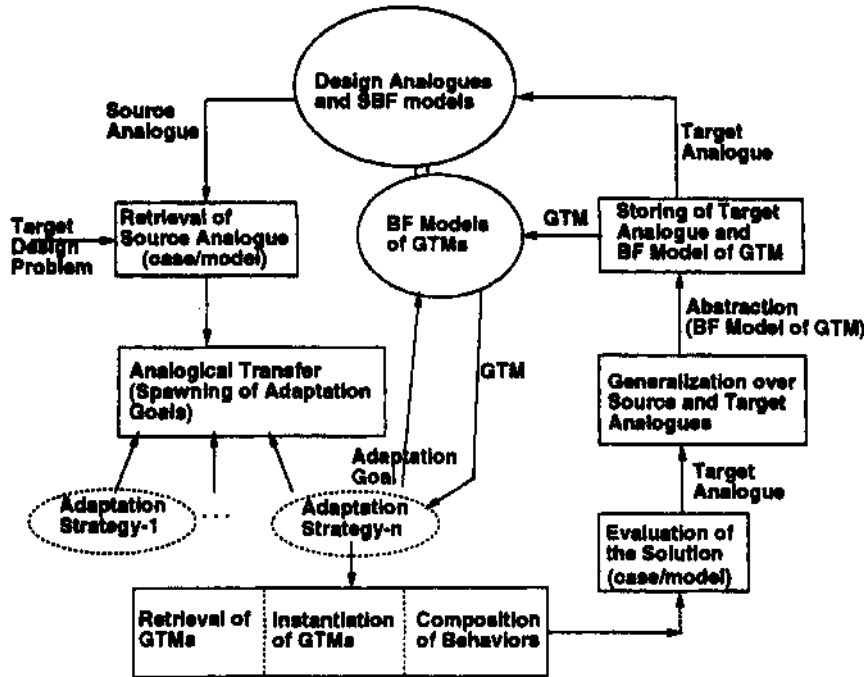 Design Analogues
and SBF models
Source
Analogue
Target
Analogue
Target
Design
Problem
Retrieval of
Source Analogue
(case/model)
BF Models
of GTMs
GTM
Storing of Target
Analogue and
BF Model of GTM
Abstraction
(BF Model of GTM)
Analogical Transfer
(Spawning of Adaptation
Goals)
GTM
Generalization over
Source and Target
Analogues
Adaptation
Goal
Target
Analogue
Adaptation
Strategy-1
...
Adaptation
Strategy-n
Evaluation of
the Solution
(case/model)
Retrieval of
GTMs
Instantiation
of GTMs
Composition
of Behaviors